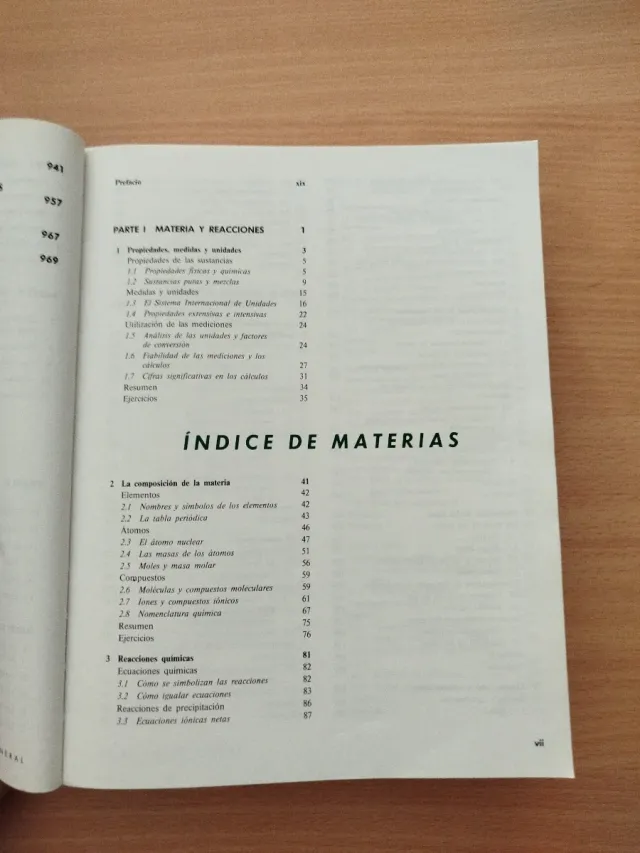 941
957
967
969
Prefacio xix
PARTE I MATERIA Y REACCIONES 1
1 Propiedades, medidas y unidades 3
Propiedades de las sustancias 5
1.1 Propiedades físicas y químicas 5
1.2 Sustancias puras y mezclas 9
Medidas y unidades 15
1.3 El Sistema Internacional de Unidades 16
1.4 Propiedades extensivas e intensivas 22
Utilización de las mediciones 24
1.5 Análisis de las unidades y factores
de conversión 24
1.6 Fiabilidad de las mediciones y los
cálculos 27
1.7 Cifras significativas en los cálculos 31
Resumen 34
Ejercicios 35
ÍNDICE DE MATERIAS
2 La composición de la materia 41
Elementos 42
2.1 Nombres y símbolos de los elementos 42
2.2 La tabla periódica 43
Átomos 46
2.3 El átomo nuclear 47
2.4 Las masas de los átomos 51
2.5 Moles y masa molar 56
Compuestos 59
2.6 Moléculas y compuestos moleculares 59
2.7 Iones y compuestos iónicos 61
2.8 Nomenclatura química 67
Resumen 75
Ejercicios 76
3 Reacciones químicas 81
Ecuaciones químicas 82
3.1 Cómo se simbolizan las reacciones 82
3.2 Cómo igualar ecuaciones 83
Reacciones de precipitación 86
3.3 Ecuaciones iónicas netas 87
vii